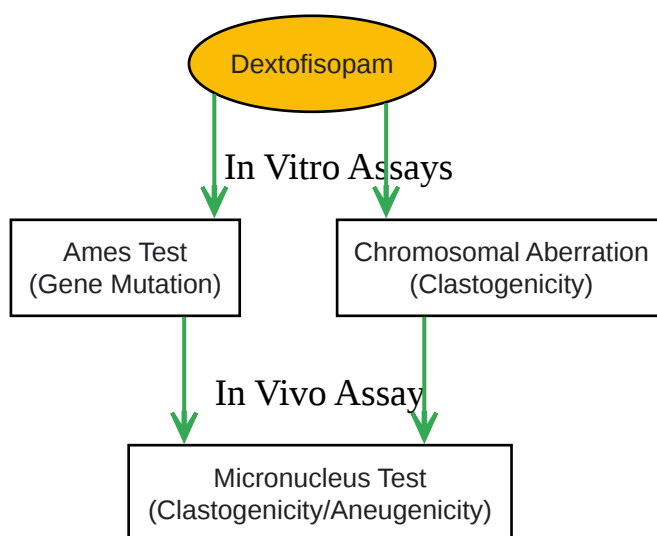 Dextofisopam
In Vitro Assays
Ames Test
(Gene Mutation)
Chromosomal Aberration
(Clastogenicity)
In Vivo Assay
Micronucleus Test
(Clastogenicity/Aneugenicity)